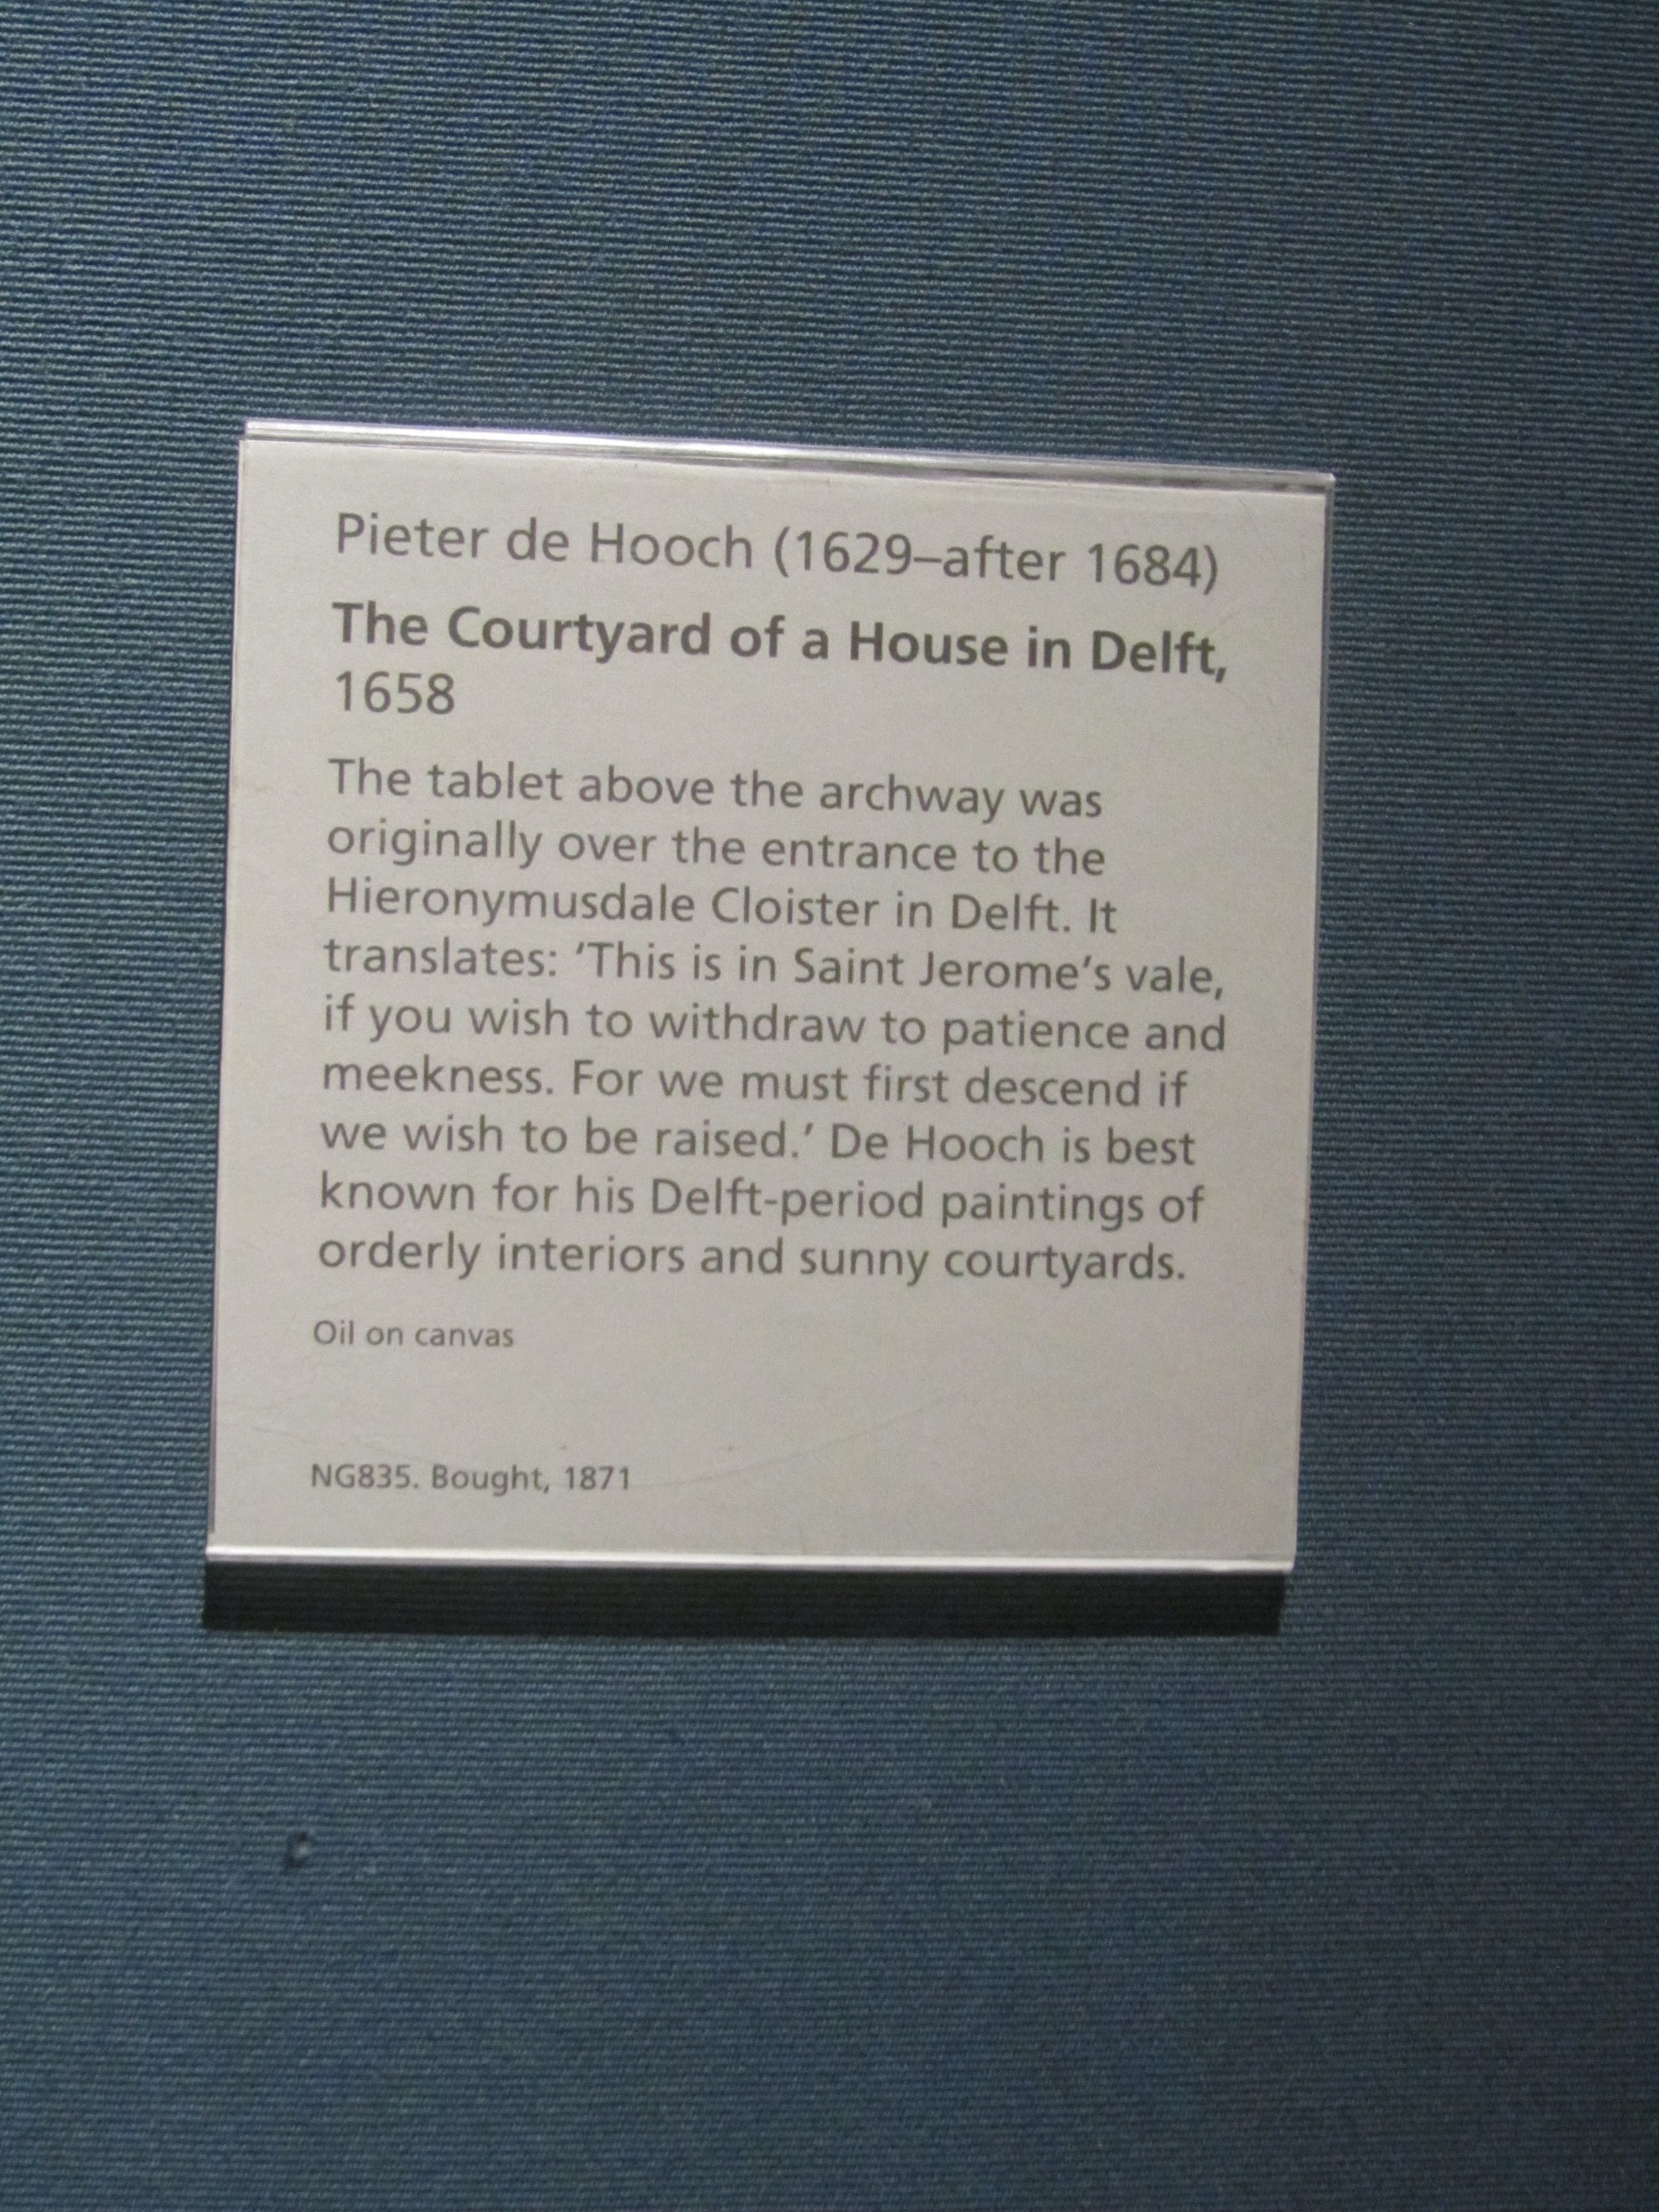 Pieter de Hooch (1629–after 1684)
The Courtyard of a House in Delft,
1658
The tablet above the archway was
originally over the entrance to the
Hieronymusdale Cloister in Delft. It
translates: ‘This is in Saint Jerome’s vale,
if you wish to withdraw to patience and
meekness. For we must first descend if
we wish to be raised.’ De Hooch is best
known for his Delft-period paintings of
orderly interiors and sunny courtyards.
Oil on canvas
NG835. Bought, 1871